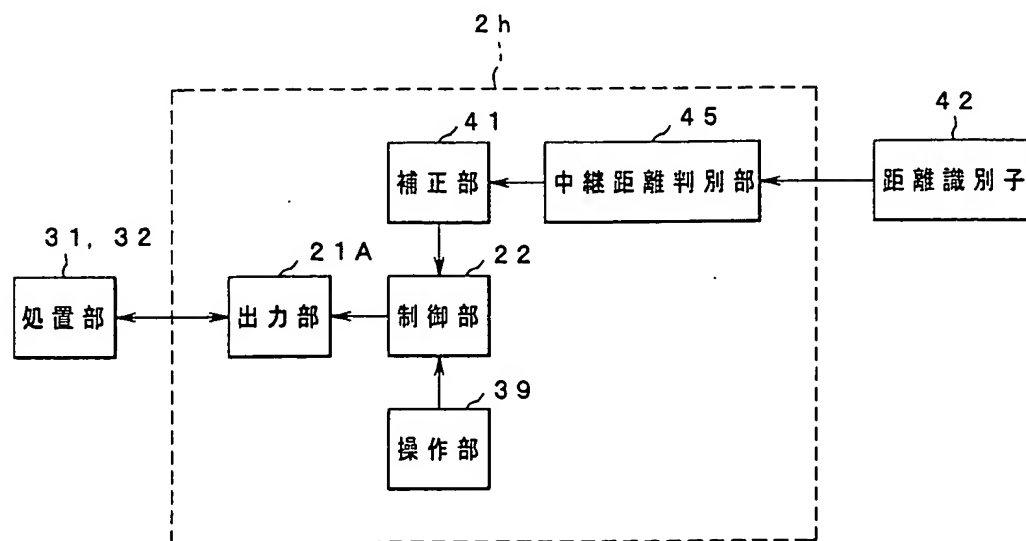 2h
41
45
42
補正部
中継距離判別部
距離識別子
31, 32
21A
22
処置部
出力部
制御部
39
操作部